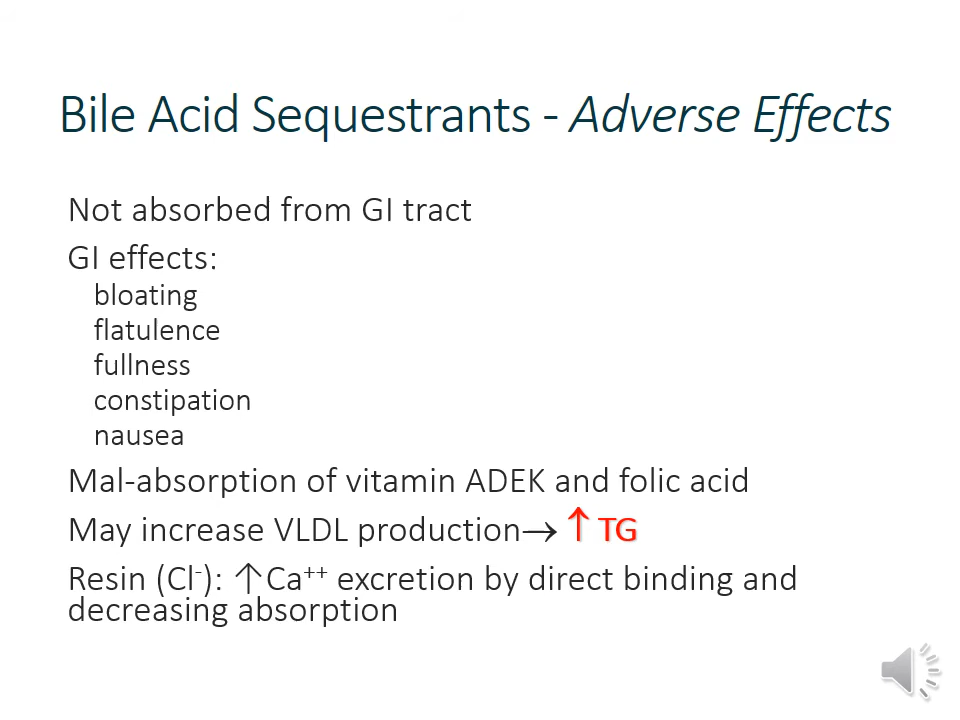 Bile Acid Sequestrants - Adverse Effects
Not absorbed from GI tract
GI effects:
bloating
flatulence
fullness
constipation
nausea
Mal-absorption of vitamin ADEK and folic acid
May increase VLDL production→ ↑ TG
Resin (Cl⁻): ↑Ca⁺⁺ excretion by direct binding and
decreasing absorption